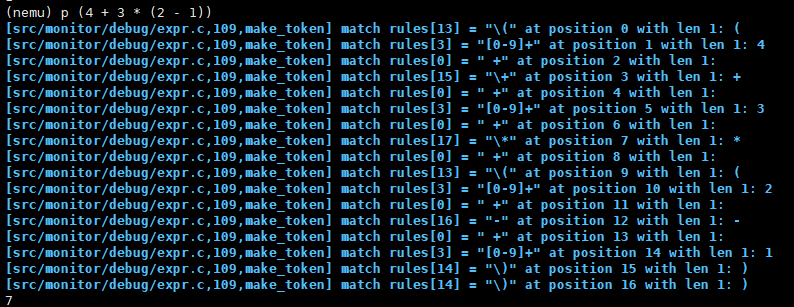 (nemu) p (4 + 3 * (2 - 1))
[src/monitor/debug/expr.c,109,make_token] match rules[13] = "\(" at position 0 with len 1: (
[src/monitor/debug/expr.c,109,make_token] match rules[3] = "[0-9]+" at position 1 with len 1: 4
[src/monitor/debug/expr.c,109,make_token] match rules[0] = " +" at position 2 with len 1:
[src/monitor/debug/expr.c,109,make_token] match rules[15] = "\+" at position 3 with len 1: +
[src/monitor/debug/expr.c,109,make_token] match rules[0] = " +" at position 4 with len 1:
[src/monitor/debug/expr.c,109,make_token] match rules[3] = "[0-9]+" at position 5 with len 1: 3
[src/monitor/debug/expr.c,109,make_token] match rules[0] = " +" at position 6 with len 1:
[src/monitor/debug/expr.c,109,make_token] match rules[17] = "\*" at position 7 with len 1: *
[src/monitor/debug/expr.c,109,make_token] match rules[0] = " +" at position 8 with len 1:
[src/monitor/debug/expr.c,109,make_token] match rules[13] = "\(" at position 9 with len 1: (
[src/monitor/debug/expr.c,109,make_token] match rules[3] = "[0-9]+" at position 10 with len 1: 2
[src/monitor/debug/expr.c,109,make_token] match rules[0] = " +" at position 11 with len 1:
[src/monitor/debug/expr.c,109,make_token] match rules[16] = "-" at position 12 with len 1: -
[src/monitor/debug/expr.c,109,make_token] match rules[0] = " +" at position 13 with len 1:
[src/monitor/debug/expr.c,109,make_token] match rules[3] = "[0-9]+" at position 14 with len 1: 1
[src/monitor/debug/expr.c,109,make_token] match rules[14] = "\)" at position 15 with len 1: )
[src/monitor/debug/expr.c,109,make_token] match rules[14] = "\)" at position 16 with len 1: )
7